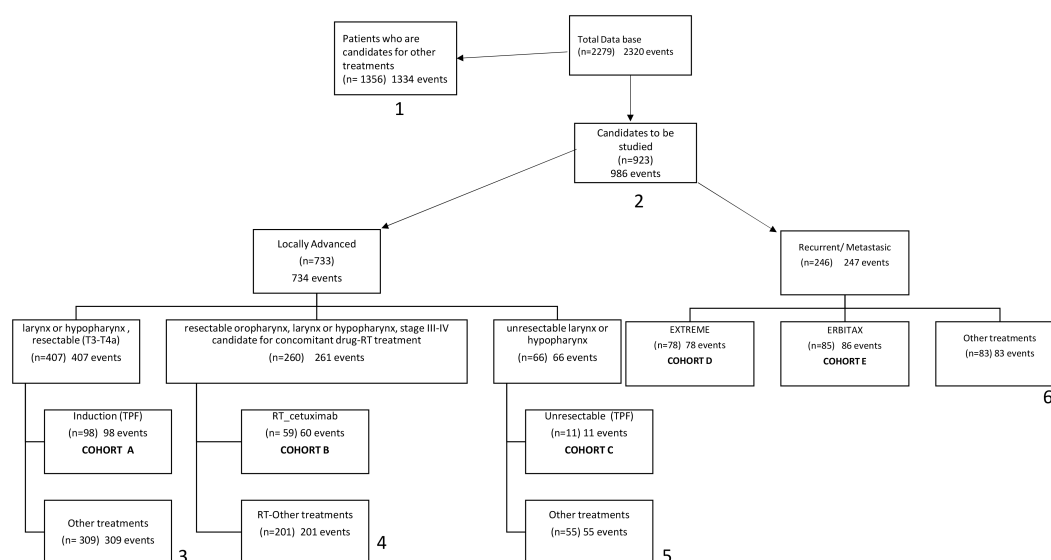 Patients who are
candidates for other
treatments
(n= 1356) 1334 events
1
Total Data base
(n=2279) 2320 events
Candidates to be
studied
(n=923)
986 events
2
Locally Advanced
(n=733)
734 events
Recurrent/ Metastasic
(n=246) 247 events
larynx or hypopharynx ,
resectable (T3-T4a)
(n=407) 407 events
resectable oropharynx, larynx or hypopharynx, stage III-IV
candidate for concomitant drug-RT treatment
(n=260) 261 events
unresectable larynx or
hypopharynx
(n=66) 66 events
EXTREME
(n=78) 78 events
COHORT D
ERBITAX
(n=85) 86 events
COHORT E
Other treatments
(n=83) 83 events
6
Induction (TPF)
(n=98) 98 events
COHORT A
RT_cetuximab
(n= 59) 60 events
COHORT B
Unresectable (TPF)
(n=11) 11 events
COHORT C
Other treatments
(n= 309) 309 events
3
RT-Other treatments
(n=201) 201 events
4
Other treatments
(n=55) 55 events
5